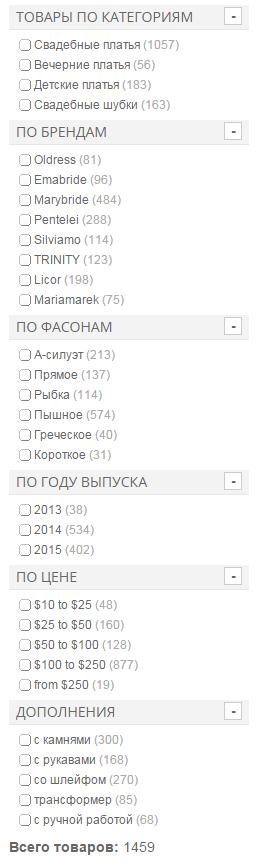 ТОВАРЫ ПО КАТЕГОРИЯМ -
Свадебные платья (1057)
Вечерние платья (56)
Детские платья (183)
Свадебные шубки (163)
ПО БРЕНДАМ -
Oldress (81)
Emabride (96)
Marybride (484)
Pentelei (288)
Silviamo (114)
TRINITY (123)
Licor (198)
Mariamarek (75)
ПО ФАСОНАМ -
А-силуэт (213)
Прямое (137)
Рыбка (114)
Пышное (574)
Греческое (40)
Короткое (31)
ПО ГОДУ ВЫПУСКА -
2013 (38)
2014 (534)
2015 (402)
ПО ЦЕНЕ -
$10 to $25 (48)
$25 to $50 (160)
$50 to $100 (128)
$100 to $250 (877)
from $250 (19)
ДОПОЛНЕНИЯ -
с камнями (300)
с рукавами (168)
со шлейфом (270)
трансформер (85)
с ручной работой (68)
Всего товаров: 1459